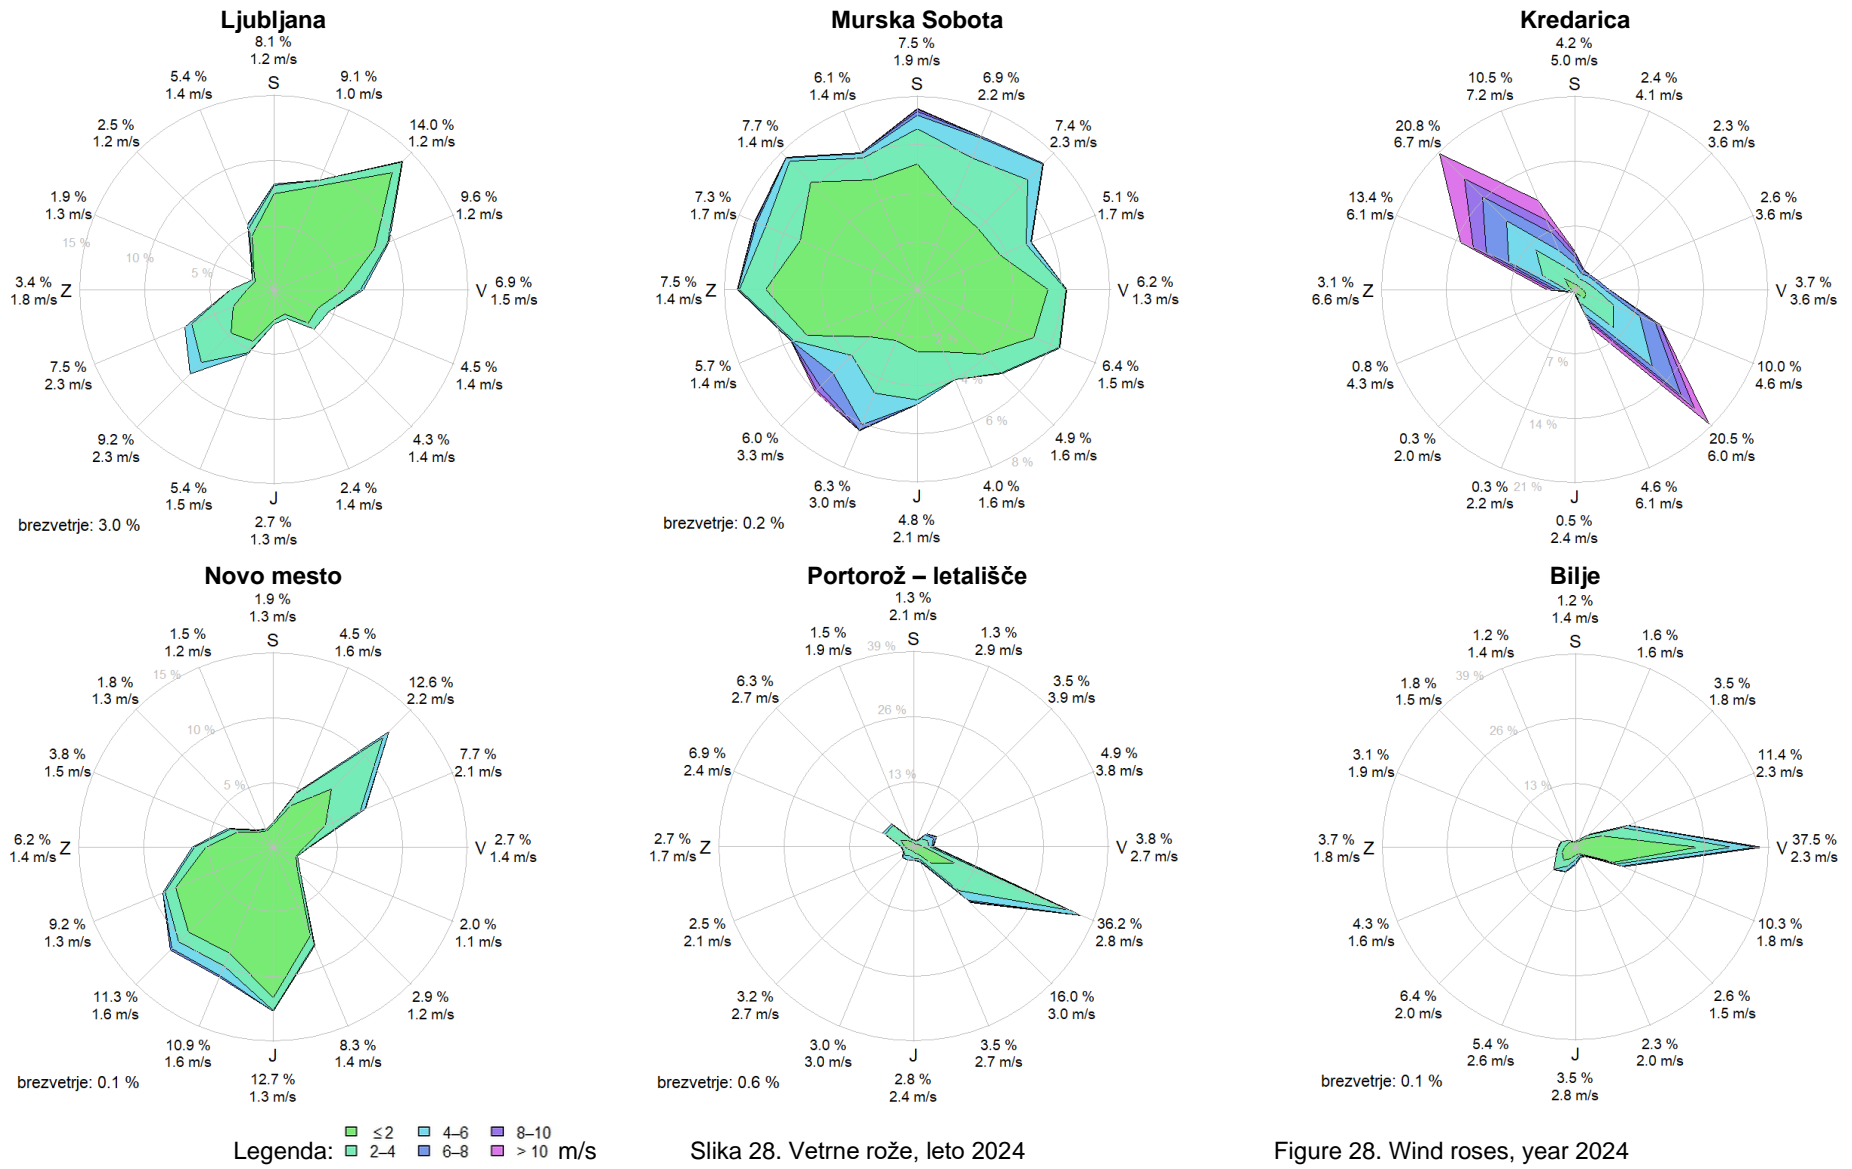 Ljubljana
8.1 %
1.2 m/s
S
9.1 %
1.0 m/s
14.0 %
1.2 m/s
9.6 %
1.2 m/s
V
6.9 %
1.5 m/s
4.5 %
1.4 m/s
4.3 %
1.4 m/s
2.4 %
1.4 m/s
J
2.7 %
1.3 m/s
5.4 %
1.5 m/s
9.2 %
2.3 m/s
7.5 %
2.3 m/s
3.4 %
1.8 m/s
Z
1.9 %
1.3 m/s
2.5 %
1.2 m/s
5.4 %
1.4 m/s
15 %
10 %
5 %
brezvetrje: 3.0 %
Murska Sobota
7.5 %
1.9 m/s
S
6.9 %
2.2 m/s
7.4 %
2.3 m/s
5.1 %
1.7 m/s
V
6.2 %
1.3 m/s
6.4 %
1.5 m/s
4.9 %
1.6 m/s
4.0 %
1.6 m/s
J
4.8 %
2.1 m/s
6.3 %
3.0 m/s
6.0 %
3.3 m/s
5.7 %
1.4 m/s
7.5 %
1.4 m/s
Z
7.3 %
1.7 m/s
7.7 %
1.4 m/s
6.1 %
1.4 m/s
4 %
6 %
8 %
brezvetrje: 0.2 %
Kredarica
4.2 %
5.0 m/s
S
2.4 %
4.1 m/s
2.3 %
3.6 m/s
2.6 %
3.6 m/s
V
3.7 %
3.6 m/s
10.0 %
4.6 m/s
20.5 %
6.0 m/s
4.6 %
6.1 m/s
J
0.5 %
2.4 m/s
0.3 %
2.2 m/s
0.3 %
2.0 m/s
0.8 %
4.3 m/s
3.1 %
6.6 m/s
Z
13.4 %
6.1 m/s
20.8 %
6.7 m/s
10.5 %
7.2 m/s
7 %
14 %
21 %
Novo mesto
1.9 %
1.3 m/s
S
4.5 %
1.6 m/s
12.6 %
2.2 m/s
7.7 %
2.1 m/s
V
2.7 %
1.4 m/s
2.0 %
1.1 m/s
2.9 %
1.2 m/s
8.3 %
1.4 m/s
J
12.7 %
1.3 m/s
10.9 %
1.6 m/s
11.3 %
1.6 m/s
9.2 %
1.3 m/s
6.2 %
1.4 m/s
Z
3.8 %
1.5 m/s
1.8 %
1.3 m/s
1.5 %
1.2 m/s
15 %
10 %
5 %
brezvetrje: 0.1 %
Portorož – letališče
1.3 %
2.1 m/s
S
1.3 %
2.9 m/s
3.5 %
3.9 m/s
4.9 %
3.8 m/s
V
3.8 %
2.7 m/s
36.2 %
2.8 m/s
16.0 %
3.0 m/s
3.5 %
2.7 m/s
J
2.8 %
2.4 m/s
3.0 %
3.0 m/s
3.2 %
2.7 m/s
2.5 %
2.1 m/s
2.7 %
1.7 m/s
Z
6.9 %
2.4 m/s
6.3 %
2.7 m/s
1.5 %
1.9 m/s
39 %
26 %
13 %
brezvetrje: 0.6 %
Bilje
1.2 %
1.4 m/s
S
1.6 %
1.6 m/s
3.5 %
1.8 m/s
11.4 %
2.3 m/s
V
37.5 %
2.3 m/s
10.3 %
1.8 m/s
2.6 %
1.5 m/s
2.3 %
2.0 m/s
J
3.5 %
2.8 m/s
5.4 %
2.6 m/s
6.4 %
2.0 m/s
4.3 %
1.6 m/s
3.7 %
1.8 m/s
Z
3.1 %
1.9 m/s
1.8 %
1.5 m/s
1.2 %
1.4 m/s
39 %
26 %
13 %
brezvetrje: 0.1 %
Legenda: ≤ 2 4–6 8–10
2–4 6–8 > 10 m/s
Slika 28. Vetrne rože, leto 2024
Figure 28. Wind roses, year 2024